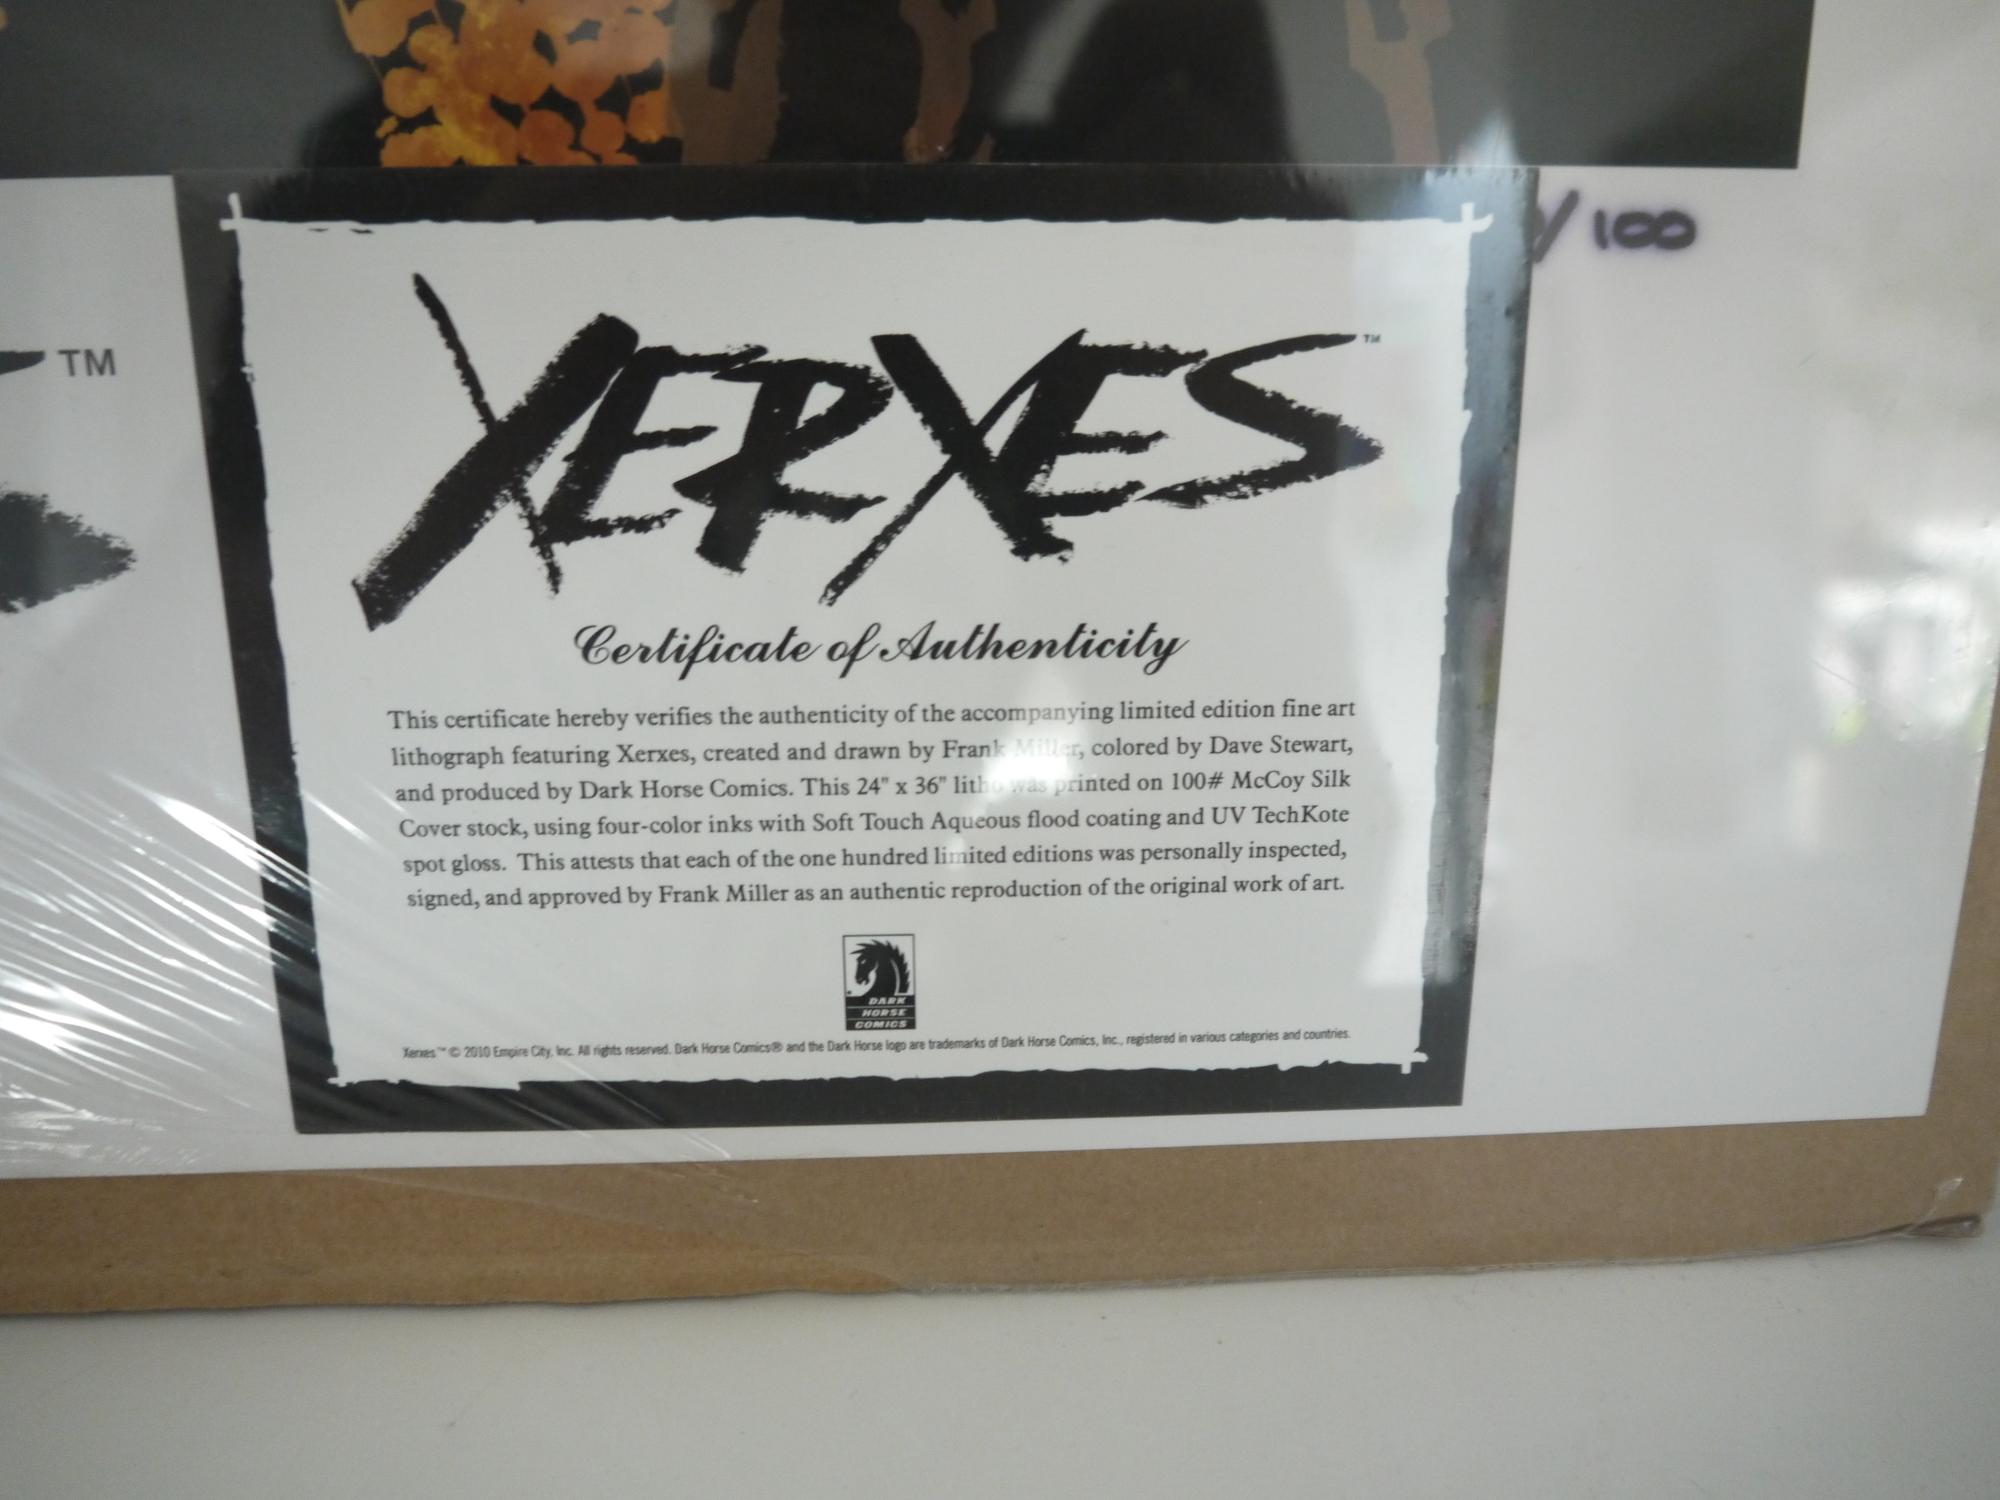 /100
TM
XERXES™
Certificate of Authenticity
This certificate hereby verifies the authenticity of the accompanying limited edition fine art
lithograph featuring Xerxes, created and drawn by Frank Miller, colored by Dave Stewart,
and produced by Dark Horse Comics. This 24" x 36" litho was printed on 100# McCoy Silk
Cover stock, using four-color inks with Soft Touch Aqueous flood coating and UV TechKote
spot gloss. This attests that each of the one hundred limited editions was personally inspected,
signed, and approved by Frank Miller as an authentic reproduction of the original work of art.
DARK
HORSE
COMICS
Xerxes™ © 2010 Empire City, Inc. All rights reserved. Dark Horse Comics® and the Dark Horse logo are trademarks of Dark Horse Comics, Inc., registered in various categories and countries.